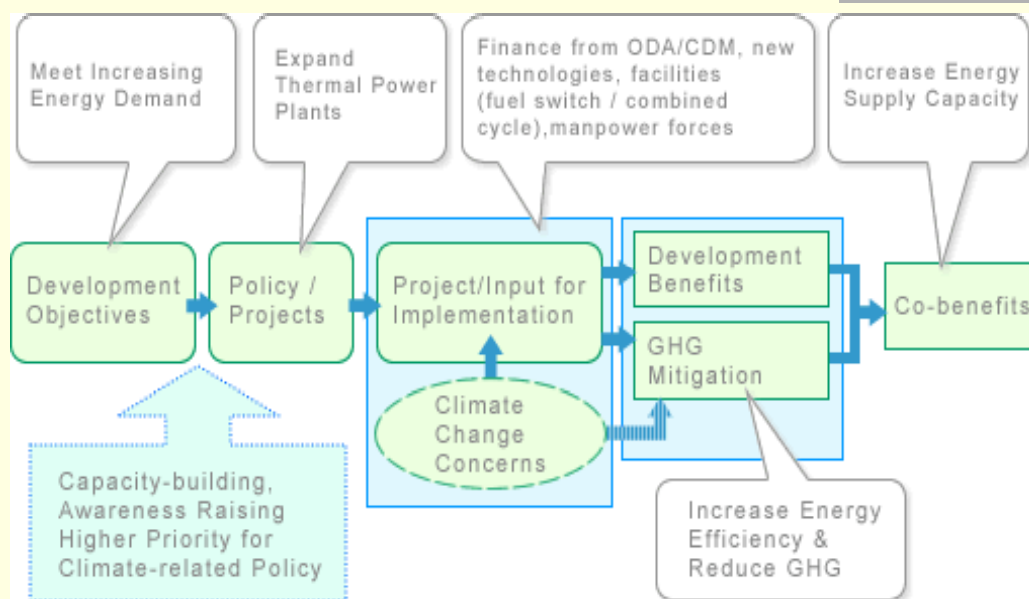 Meet Increasing
Energy Demand
Expand
Thermal Power
Plants
Finance from ODA/CDM, new
technologies, facilities
(fuel switch / combined
cycle),manpower forces
Increase Energy
Supply Capacity
Development
Objectives
Policy /
Projects
Project/Input for
Implementation
Development
Benefits
GHG
Mitigation
Co-benefits
Climate
Change
Concerns
Capacity-building,
Awareness Raising
Higher Priority for
Climate-related Policy
Increase Energy
Efficiency &
Reduce GHG